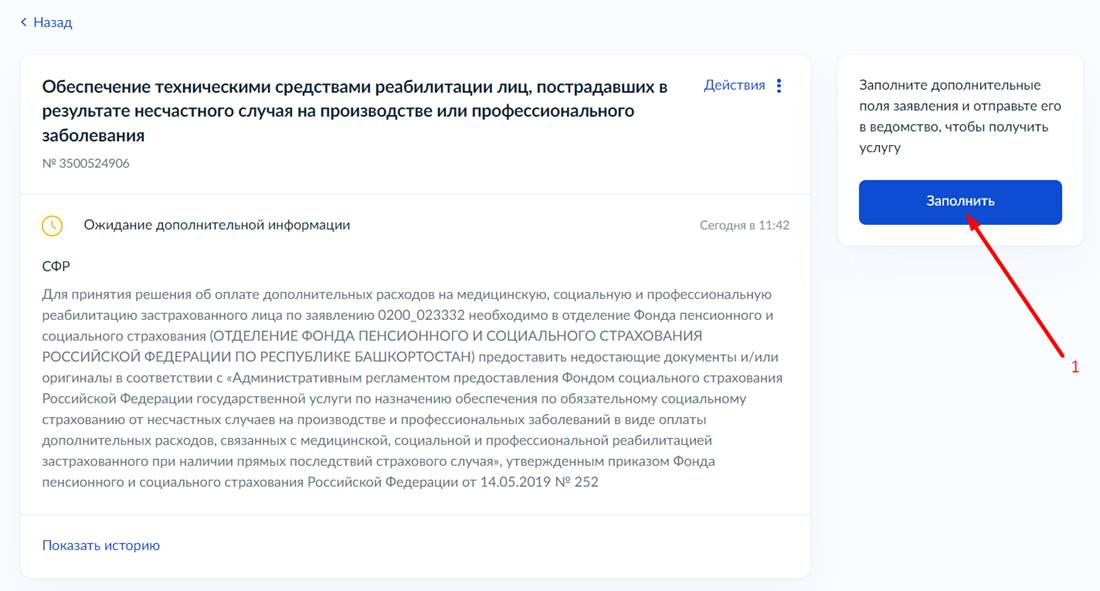 Назад
Обеспечение техническими средствами реабилитации лиц, пострадавших в
результате несчастного случая на производстве или профессионального
заболевания
№ 3500524906
Действия
Ожидание дополнительной информации
Сегодня в 11:42
СФР
Для принятия решения об оплате дополнительных расходов на медицинскую, социальную и профессиональную
реабилитацию застрахованного лица по заявлению 0200_023332 необходимо в отделение Фонда пенсионного и
социального страхования (ОТДЕЛЕНИЕ ФОНДА ПЕНСИОННОГО И СОЦИАЛЬНОГО СТРАХОВАНИЯ
РОССИЙСКОЙ ФЕДЕРАЦИИ ПО РЕСПУБЛИКЕ БАШКОРТОСТАН) предоставить недостающие документы и/или
оригиналы в соответствии с «Административным регламентом предоставления Фондом социального страхования
Российской Федерации государственной услуги по назначению обеспечения по обязательному социальному
страхованию от несчастных случаев на производстве и профессиональных заболеваний в виде оплаты
дополнительных расходов, связанных с медицинской, социальной и профессиональной реабилитацией
застрахованного при наличии прямых последствий страхового случая», утвержденным приказом Фонда
пенсионного и социального страхования Российской Федерации от 14.05.2019 № 252
Показать историю
Заполните дополнительные
поля заявления и отправьте его
в ведомство, чтобы получить
услугу
Заполнить
1